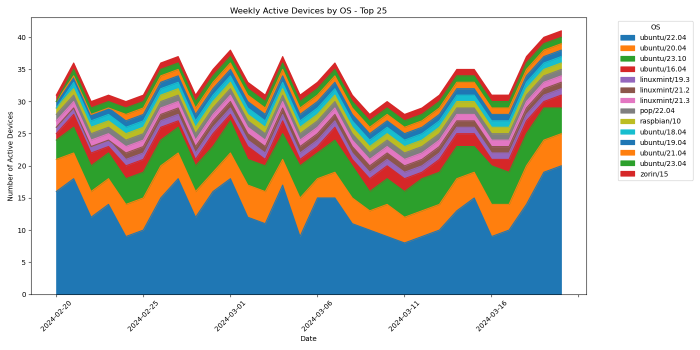 Weekly Active Devices by OS - Top 25
Number of Active Devices
40
35
30
25
20
15
10
5
0
2024-02-20
2024-02-25
2024-03-01
2024-03-06
2024-03-11
2024-03-16
Date
OS
ubuntu/22.04
ubuntu/20.04
ubuntu/23.10
ubuntu/16.04
linuxmint/19.3
linuxmint/21.2
linuxmint/21.3
pop/22.04
raspbian/10
ubuntu/18.04
ubuntu/19.04
ubuntu/21.04
ubuntu/23.04
zorin/15